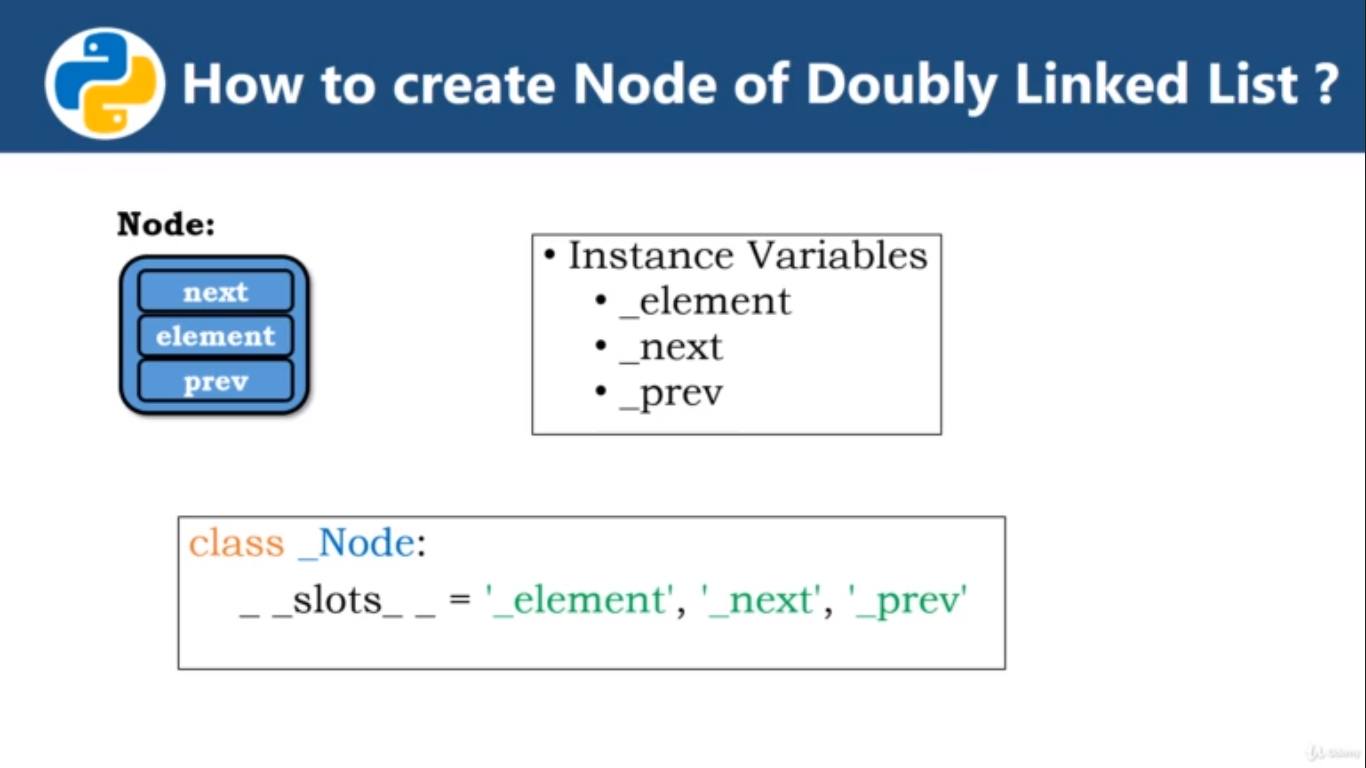 How to create Node of Doubly Linked List ?
Node:
next
element
prev
• Instance Variables
• _element
• _next
• _prev
class _Node:
_ _slots_ _ = '_element', '_next', '_prev'
Udemy